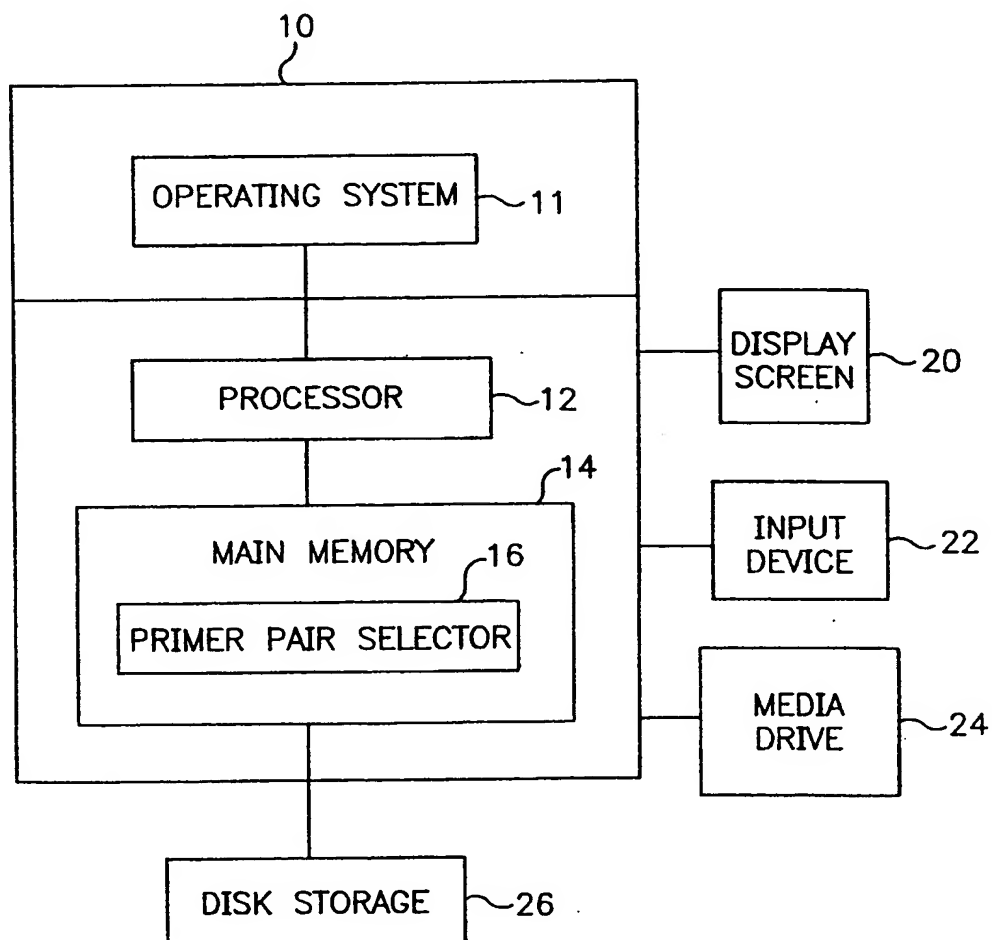 10
OPERATING SYSTEM
11
PROCESSOR
12
14
MAIN MEMORY
16
PRIMER PAIR SELECTOR
DISPLAY
SCREEN
20
INPUT
DEVICE
22
MEDIA
DRIVE
24
DISK STORAGE
26